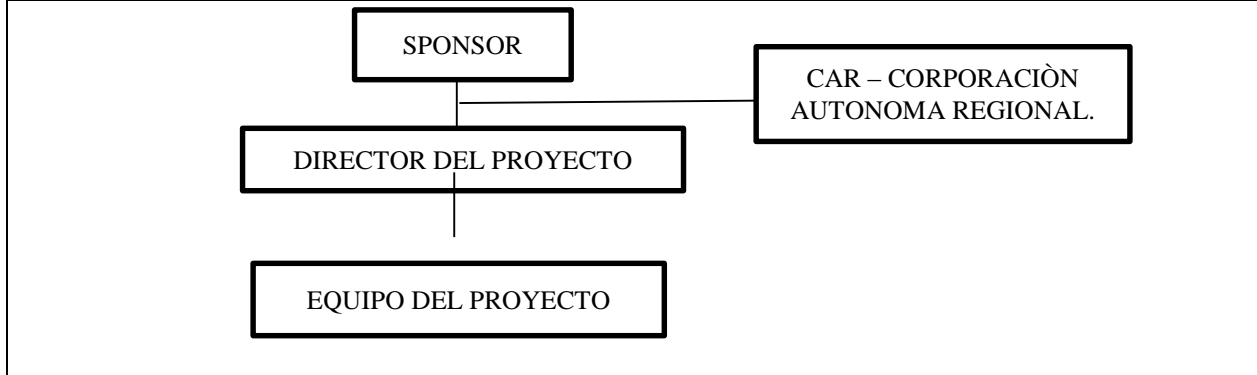 SPONSOR
CAR – CORPORACIÒN
AUTONOMA REGIONAL.
DIRECTOR DEL PROYECTO
EQUIPO DEL PROYECTO